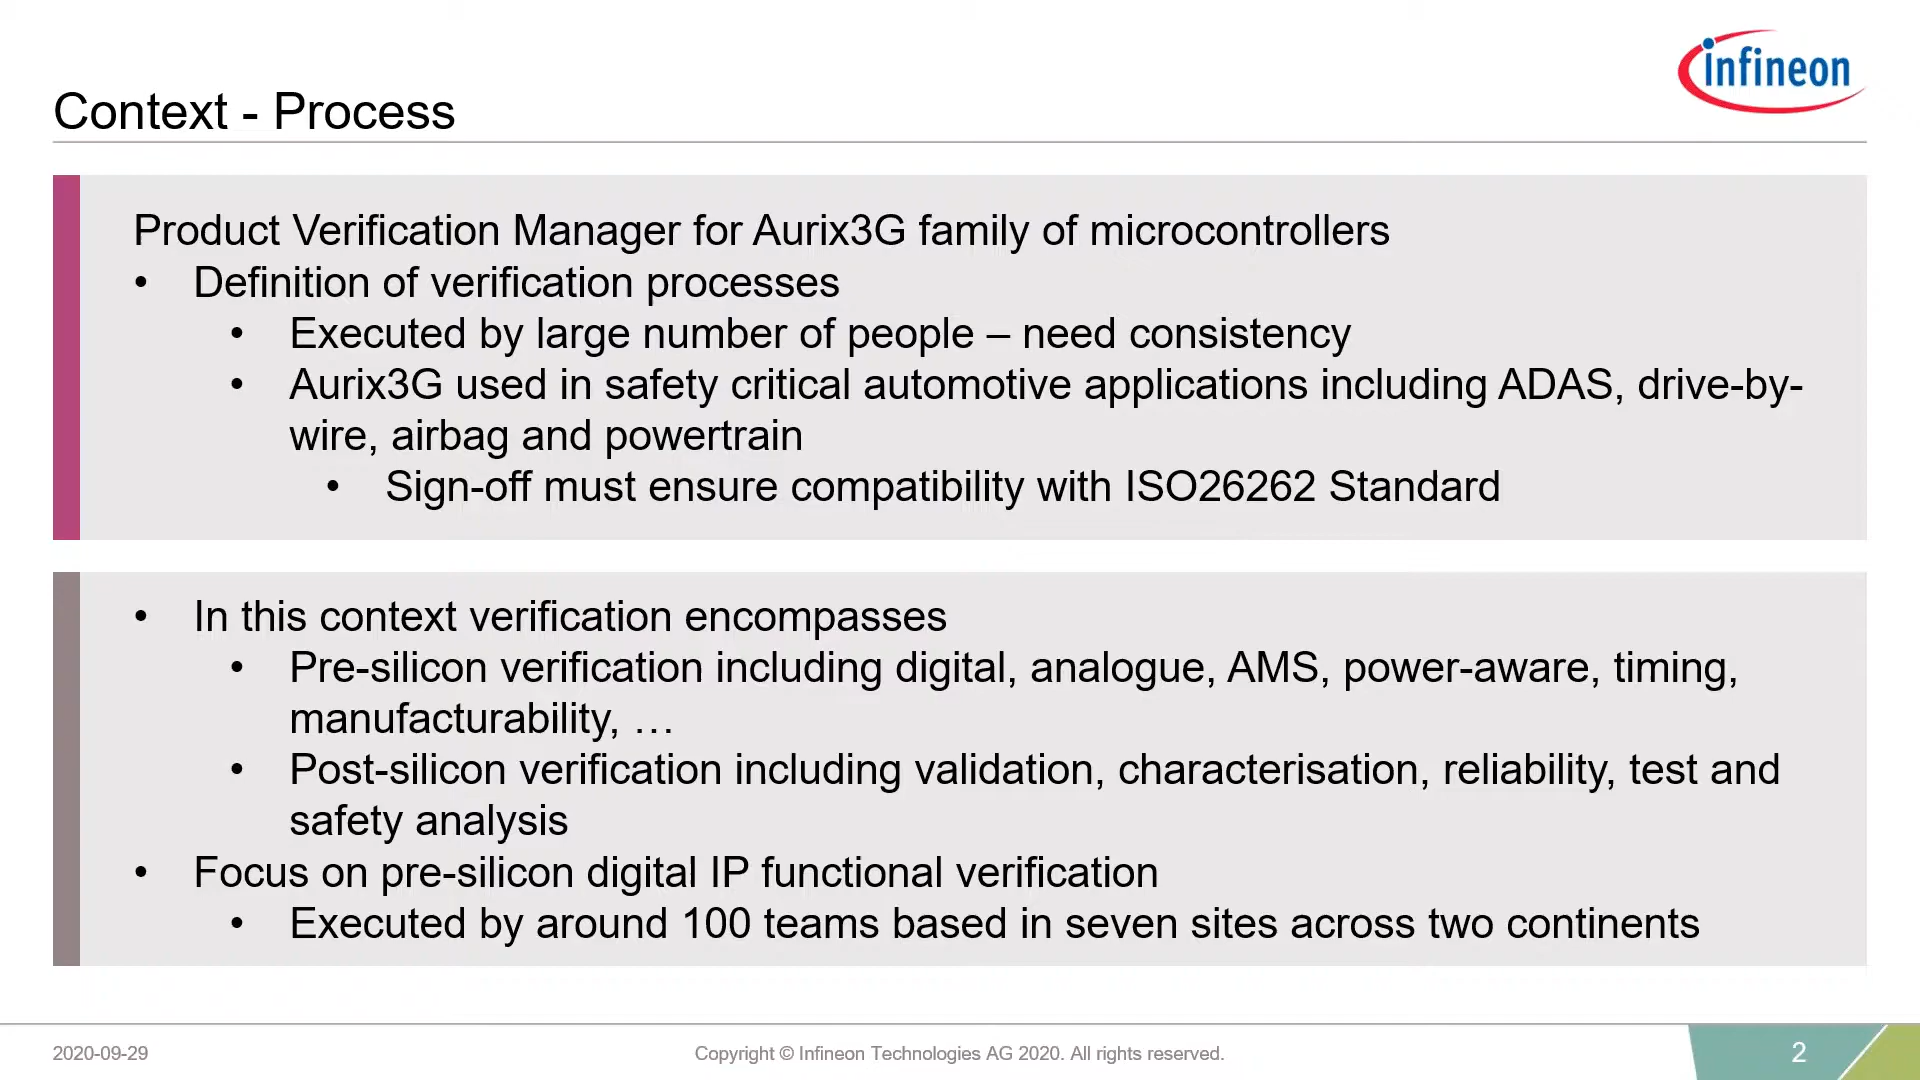 infineon
Context - Process
Product Verification Manager for Aurix3G family of microcontrollers
• Definition of verification processes
• Executed by large number of people – need consistency
• Aurix3G used in safety critical automotive applications including ADAS, drive-by-
wire, airbag and powertrain
• Sign-off must ensure compatibility with ISO26262 Standard
• In this context verification encompasses
• Pre-silicon verification including digital, analogue, AMS, power-aware, timing,
manufacturability, …
• Post-silicon verification including validation, characterisation, reliability, test and
safety analysis
• Focus on pre-silicon digital IP functional verification
• Executed by around 100 teams based in seven sites across two continents
2020-09-29
Copyright © Infineon Technologies AG 2020. All rights reserved.
2